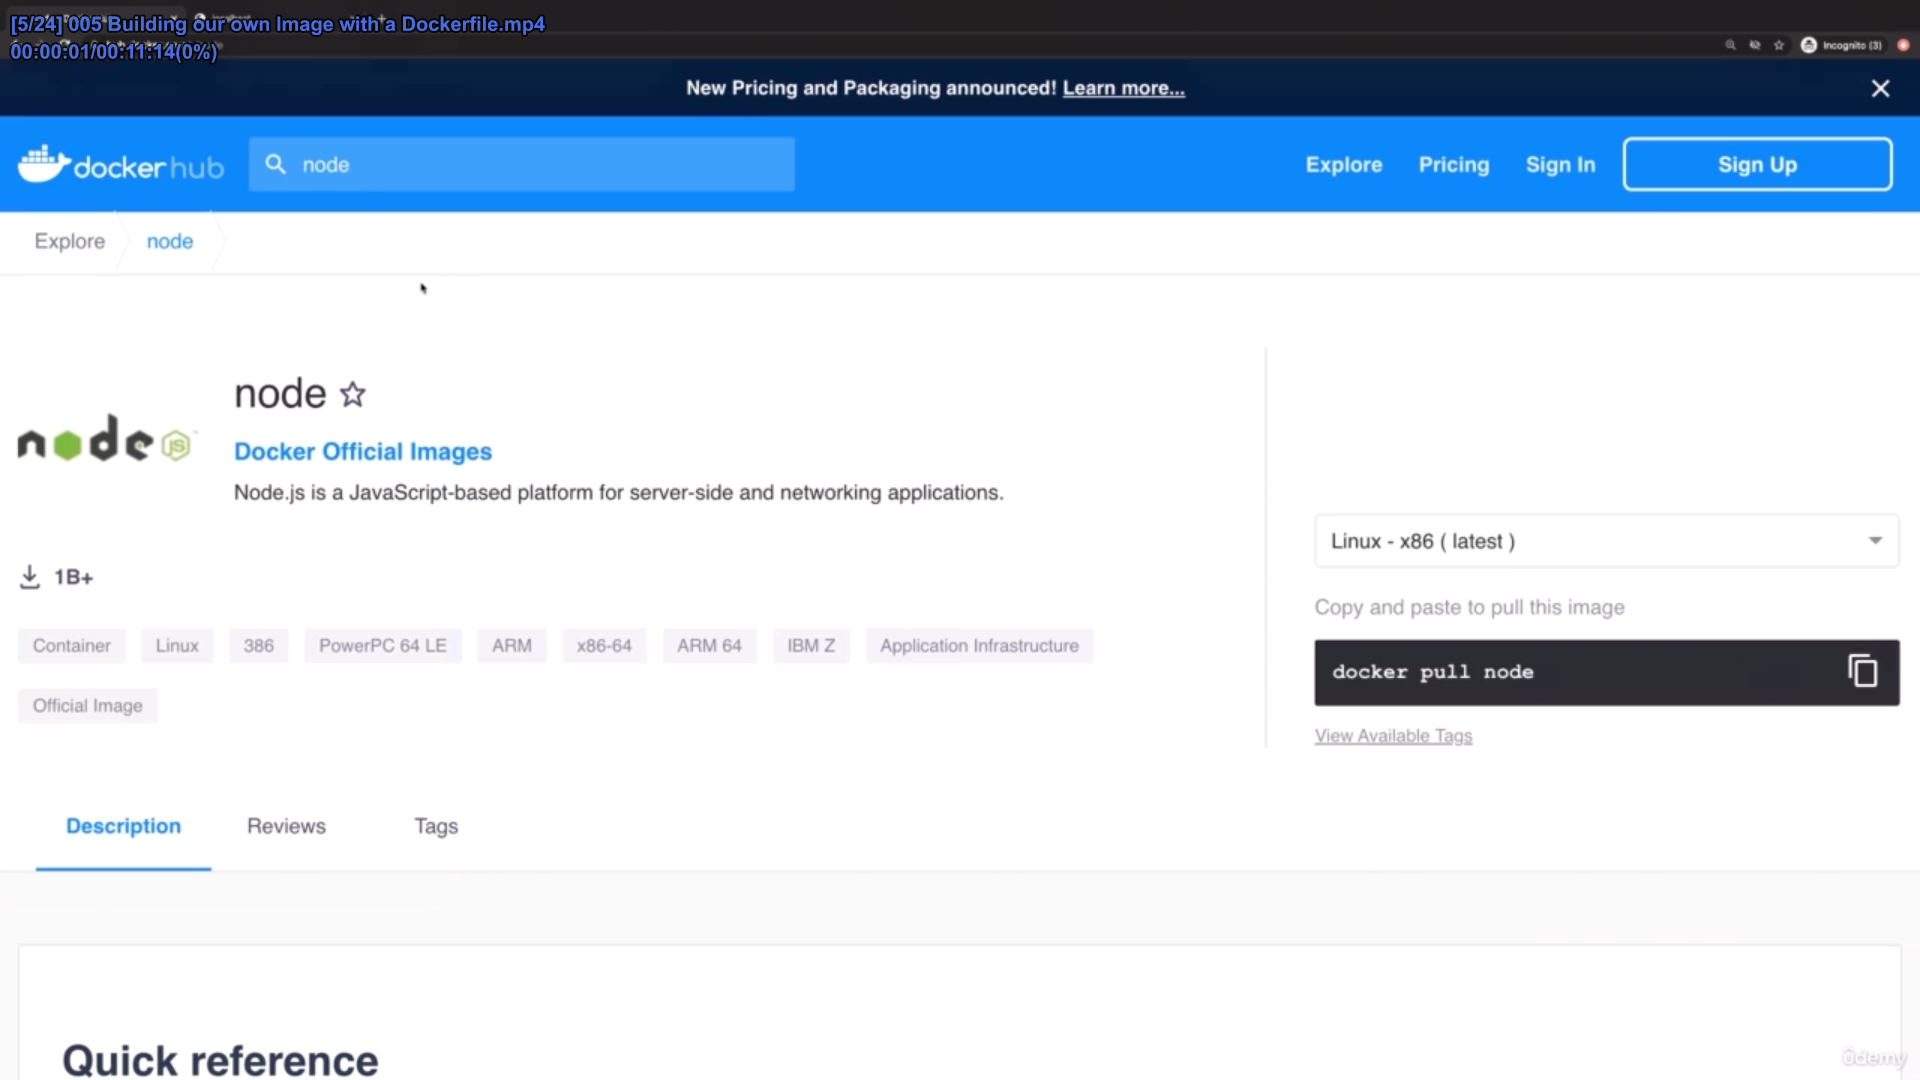 [5/24] 005 Building our own Image with a Dockerfile.mp4
00:00:01/00:11:14(0%)
Incognito (3)
New Pricing and Packaging announced! Learn more...
docker hub
node
Explore
Pricing
Sign In
Sign Up
Explore
node
node
node JS
Docker Official Images
Node.js is a JavaScript-based platform for server-side and networking applications.
1B+
Linux - x86 ( latest )
Copy and paste to pull this image
Container
Linux
386
PowerPC 64 LE
ARM
x86-64
ARM 64
IBM Z
Application Infrastructure
docker pull node
Official Image
View Available Tags
Description
Reviews
Tags
Quick reference
ûdemy